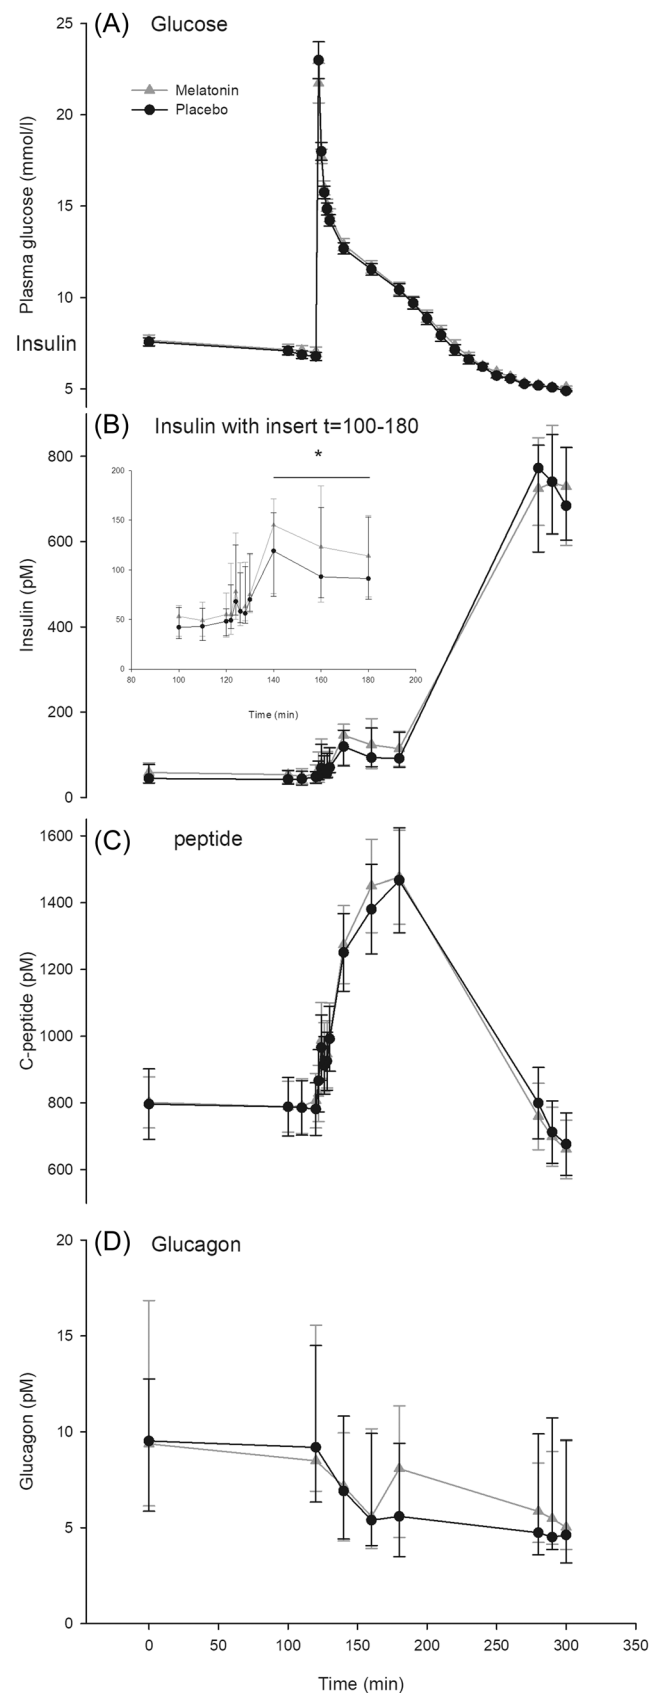 (A) Glucose
25
20
15
10
5
Plasma glucose (mmol/l)
Melatonin
Placebo
Insulin
(B) Insulin with insert t=100-180
800
600
400
200
0
Insulin (pM)
*
200
150
100
50
0
80 100 120 140 160 180 200
Time (min)
(C) peptide
1600
1400
1200
1000
800
600
C-peptide (pM)
(D) Glucagon
20
15
10
5
0
Glucagon (pM)
0 50 100 150 200 250 300 350
Time (min)